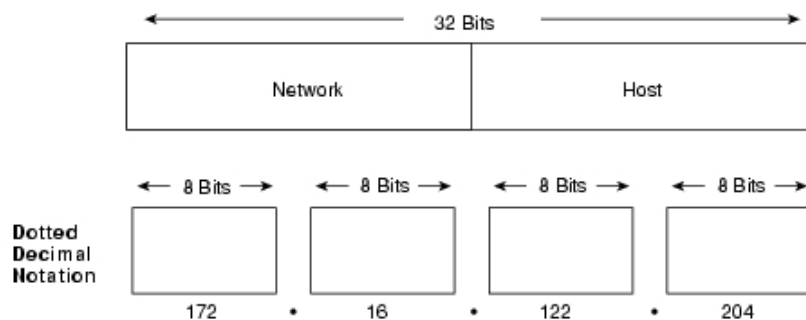 32 Bits
Network Host
8 Bits 8 Bits 8 Bits 8 Bits
Dotted
Decimal
Notation
172 • 16 • 122 • 204